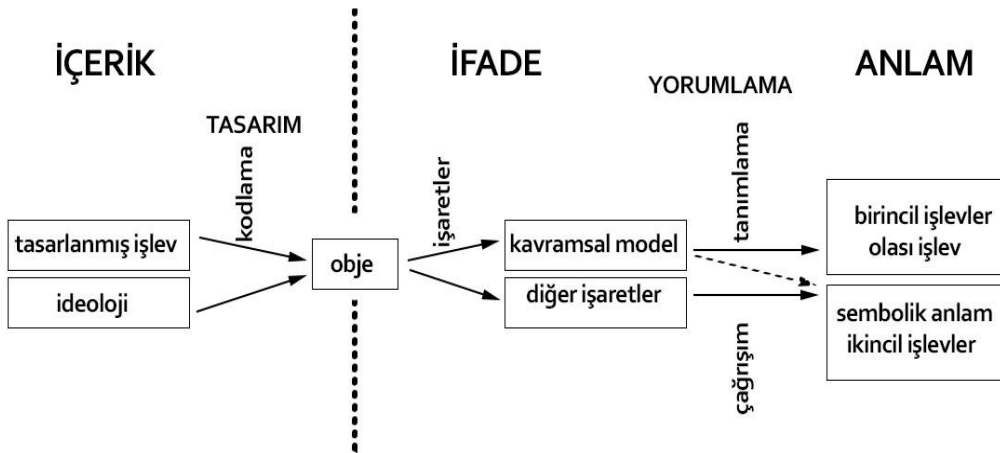 İÇERİK
İFADE
ANLAM
TASARIM
YORUMLAMA
kodlama
işaretler
tanımlama
tasarlanmış işlev
ideoloji
obje
kavramsal model
diğer işaretler
birincil işlevler
olası işlev
sembolik anlam
ikincil işlevler
çağrışım